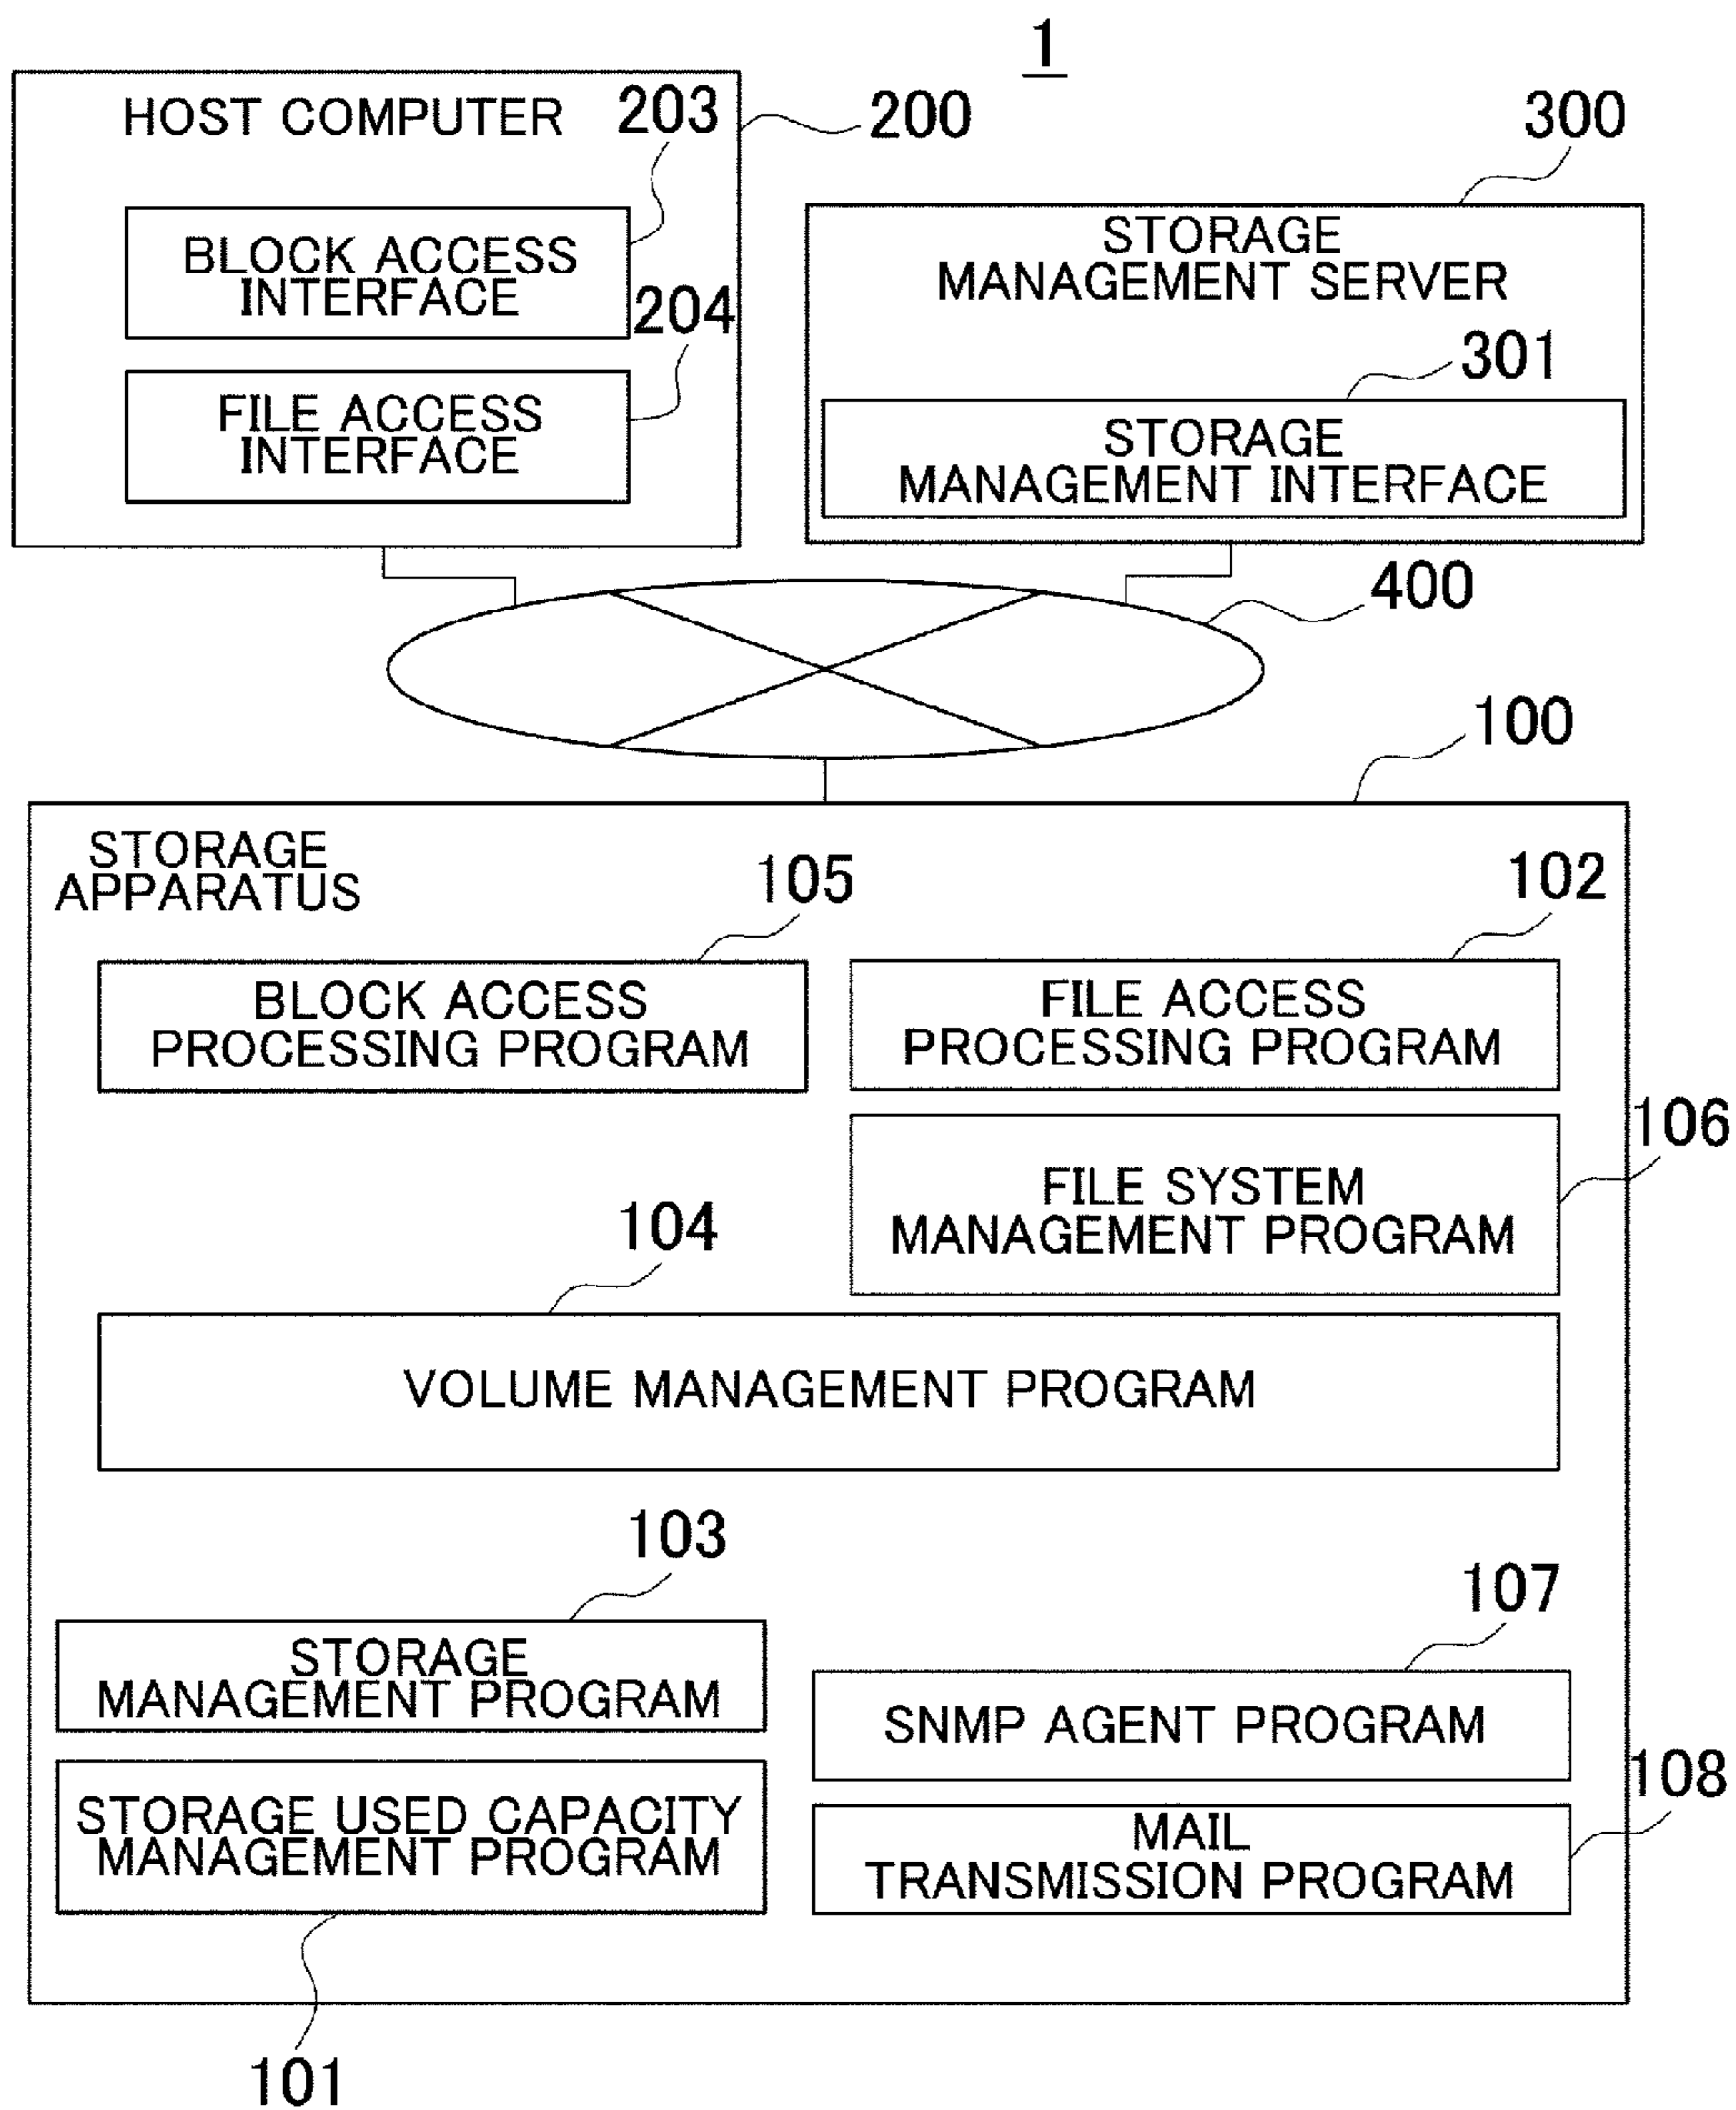 1
HOST COMPUTER
203
200
300
BLOCK ACCESS
INTERFACE
204
STORAGE
MANAGEMENT SERVER
301
FILE ACCESS
INTERFACE
STORAGE
MANAGEMENT INTERFACE
400
100
STORAGE
APPARATUS
105
102
BLOCK ACCESS
PROCESSING PROGRAM
FILE ACCESS
PROCESSING PROGRAM
106
FILE SYSTEM
MANAGEMENT PROGRAM
104
VOLUME MANAGEMENT PROGRAM
103
107
STORAGE
MANAGEMENT PROGRAM
SNMP AGENT PROGRAM
108
STORAGE USED CAPACITY
MANAGEMENT PROGRAM
MAIL
TRANSMISSION PROGRAM
101